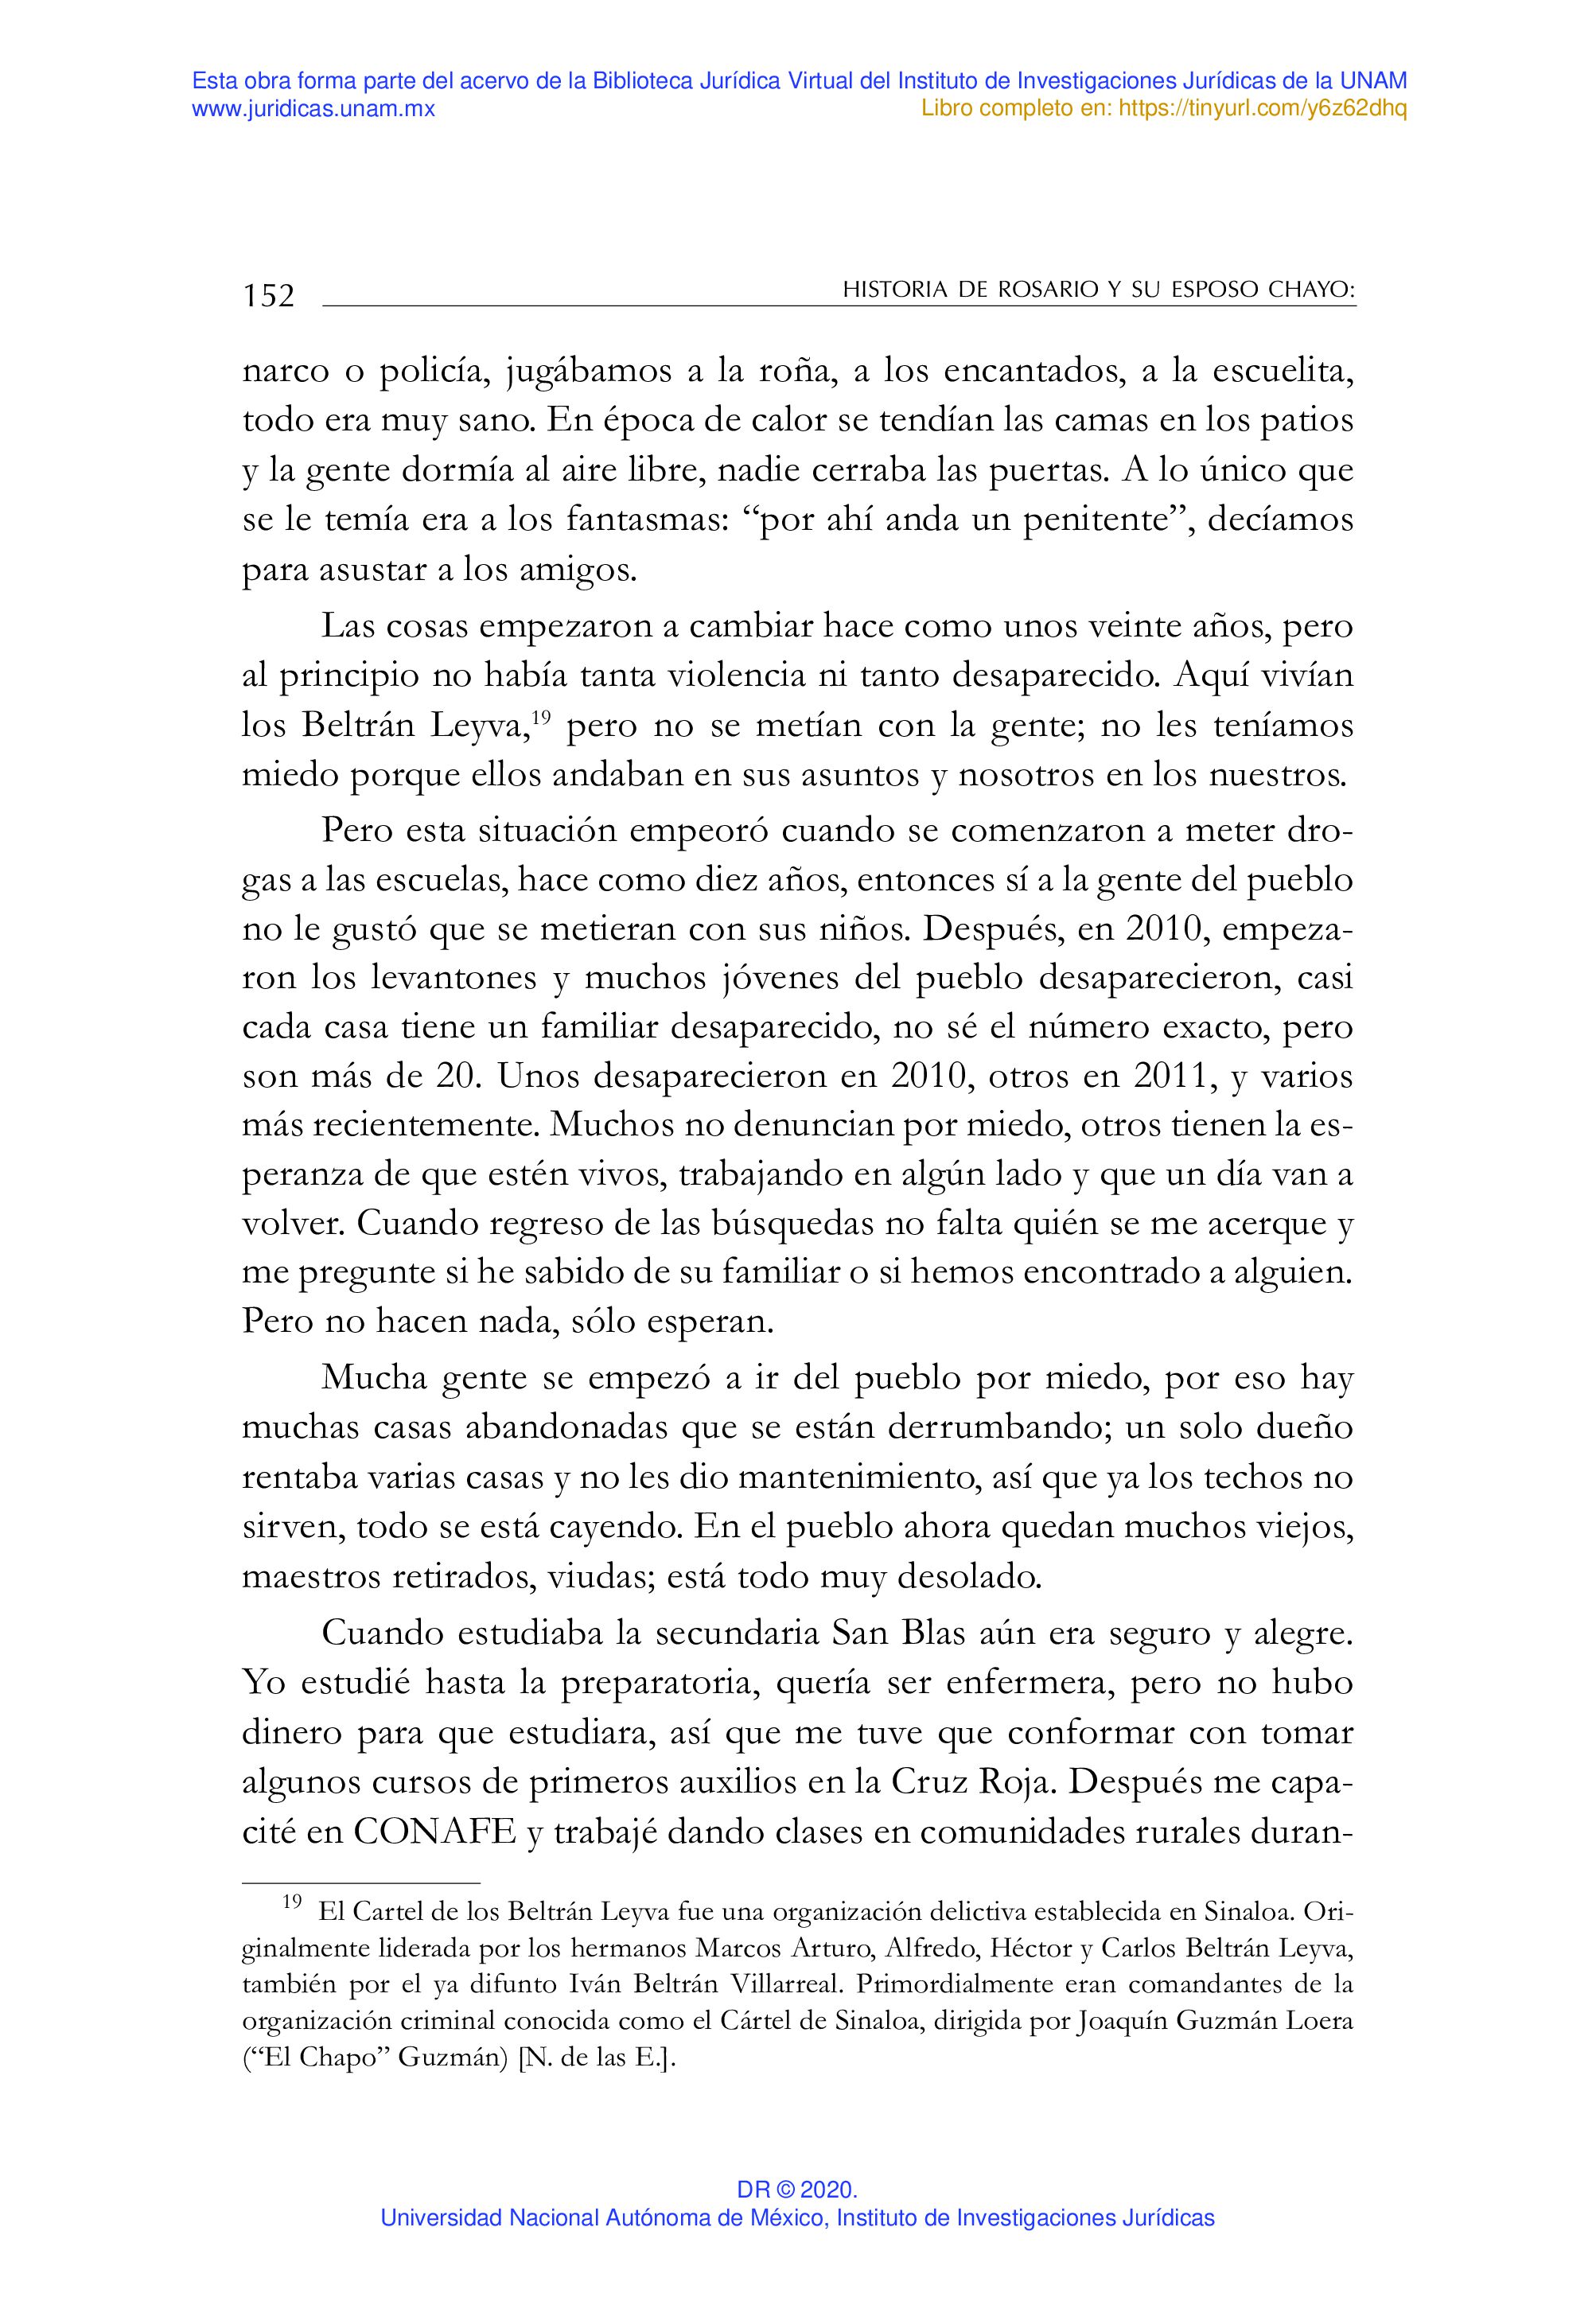 Esta obra forma parte del acervo de la Biblioteca Jurídica Virtual del Instituto de Investigaciones Jurídicas de la UNAM
www.juridicas.unam.mx
Libro completo en: https://tinyurl.com/y6z62dhq
152
HISTORIA DE ROSARIO Y SU ESPOSO CHAYO:
narco o policía, jugábamos a la roña, a los encantados, a la escuelita,
todo era muy sano. En época de calor se tendían las camas en los patios
y la gente dormía al aire libre, nadie cerraba las puertas. A lo único que
se le temía era a los fantasmas: “por ahí anda un penitente”, decíamos
para asustar a los amigos.
Las cosas empezaron a cambiar hace como unos veinte años, pero
al principio no había tanta violencia ni tanto desaparecido. Aquí vivían
los Beltrán Leyva,19 pero no se metían con la gente; no les teníamos
miedo porque ellos andaban en sus asuntos y nosotros en los nuestros.
Pero esta situación empeoró cuando se comenzaron a meter dro-
gas a las escuelas, hace como diez años, entonces sí a la gente del pueblo
no le gustó que se metieran con sus niños. Después, en 2010, empeza-
ron los levantones y muchos jóvenes del pueblo desaparecieron, casi
cada casa tiene un familiar desaparecido, no sé el número exacto, pero
son más de 20. Unos desaparecieron en 2010, otros en 2011, y varios
más recientemente. Muchos no denuncian por miedo, otros tienen la es-
peranza de que estén vivos, trabajando en algún lado y que un día van a
volver. Cuando regreso de las búsquedas no falta quién se me acerque y
me pregunte si he sabido de su familiar o si hemos encontrado a alguien.
Pero no hacen nada, sólo esperan.
Mucha gente se empezó a ir del pueblo por miedo, por eso hay
muchas casas abandonadas que se están derrumbando; un solo dueño
rentaba varias casas y no les dio mantenimiento, así que ya los techos no
sirven, todo se está cayendo. En el pueblo ahora quedan muchos viejos,
maestros retirados, viudas; está todo muy desolado.
Cuando estudiaba la secundaria San Blas aún era seguro y alegre.
Yo estudié hasta la preparatoria, quería ser enfermera, pero no hubo
dinero para que estudiara, así que me tuve que conformar con tomar
algunos cursos de primeros auxilios en la Cruz Roja. Después me capa-
cité en CONAFE y trabajé dando clases en comunidades rurales duran-
19 El Cartel de los Beltrán Leyva fue una organización delictiva establecida en Sinaloa. Ori-
ginalmente liderada por los hermanos Marcos Arturo, Alfredo, Héctor y Carlos Beltrán Leyva,
también por el ya difunto Iván Beltrán Villarreal. Primordialmente eran comandantes de la
organización criminal conocida como el Cártel de Sinaloa, dirigida por Joaquín Guzmán Loera
(“El Chapo” Guzmán) [N. de las E.].
DR © 2020.
Universidad Nacional Autónoma de México, Instituto de Investigaciones Jurídicas